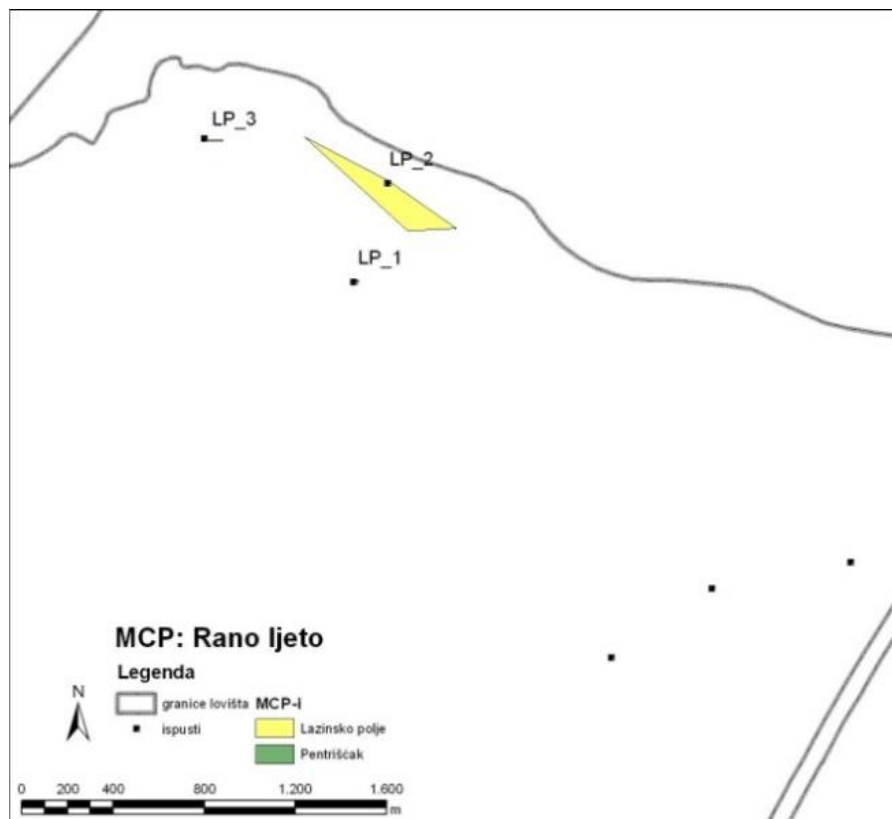 LP_3
LP_2
LP_1
MCP: Rano ljeto
Legenda
granice lovišta
ispusti
MCP-i
Lazinsko polje
Pentrišćak
N
0 200 400 800 1.200 1.600
m